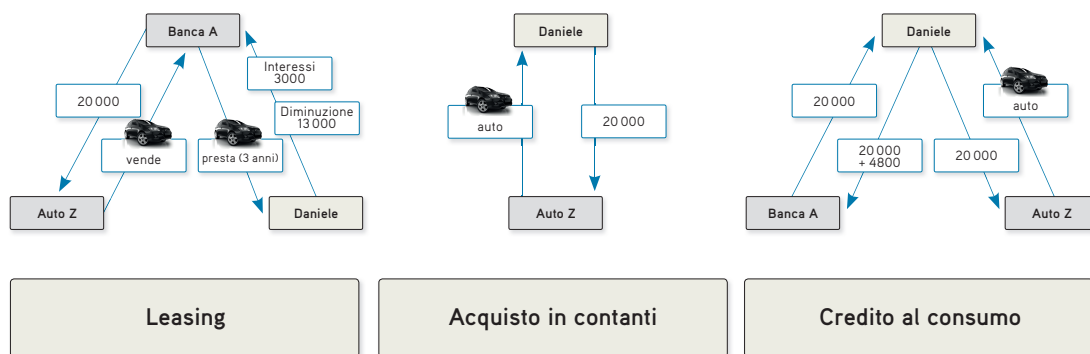 Banca A
Interessi
3000
20 000
Diminuzione
13 000
vende
presta (3 anni)
Auto Z
Daniele
Leasing
Daniele
auto
20 000
Auto Z
Acquisto in contanti
Daniele
20 000
auto
20 000
+ 4800
20 000
Banca A
Auto Z
Credito al consumo